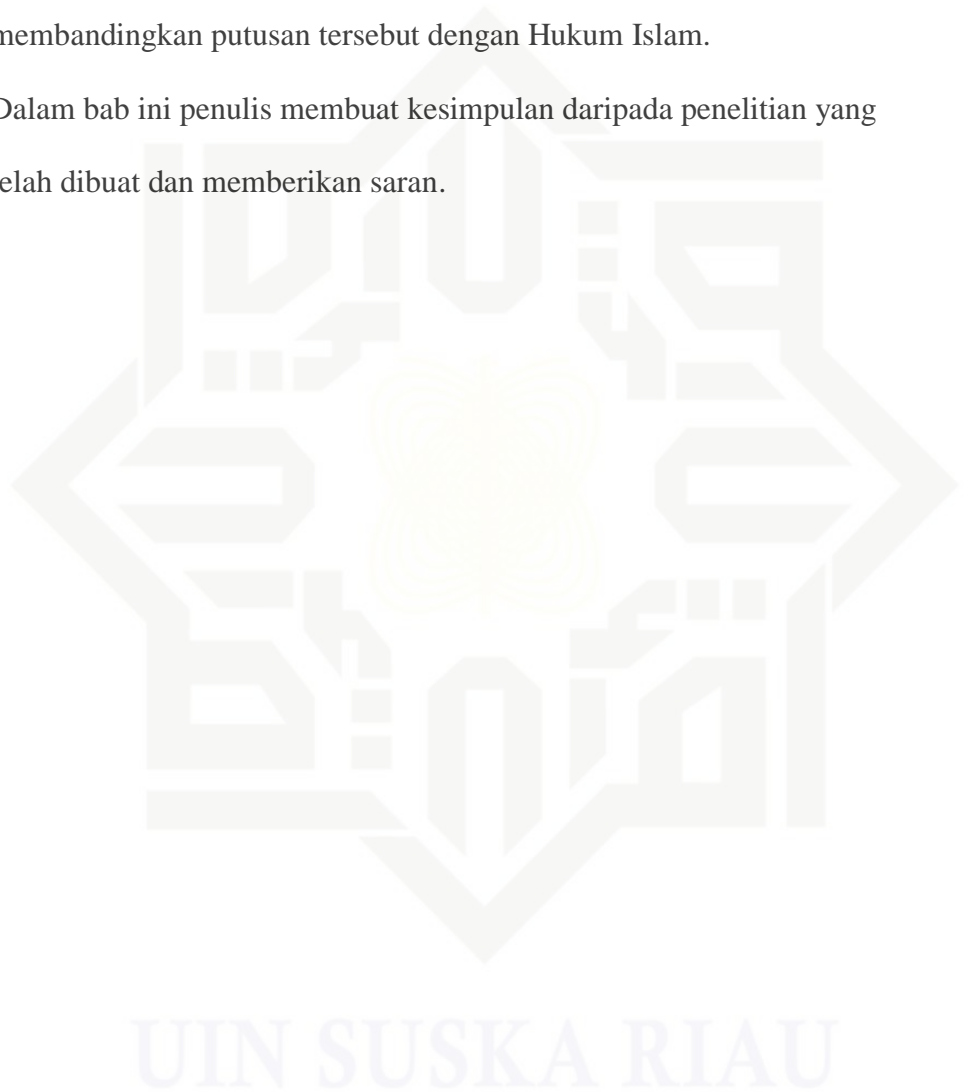 membandingkan putusan tersebut dengan Hukum Islam.
Dalam bab ini penulis membuat kesimpulan daripada penelitian yang
telah dibuat dan memberikan saran.
UIN SUSKA RIAU